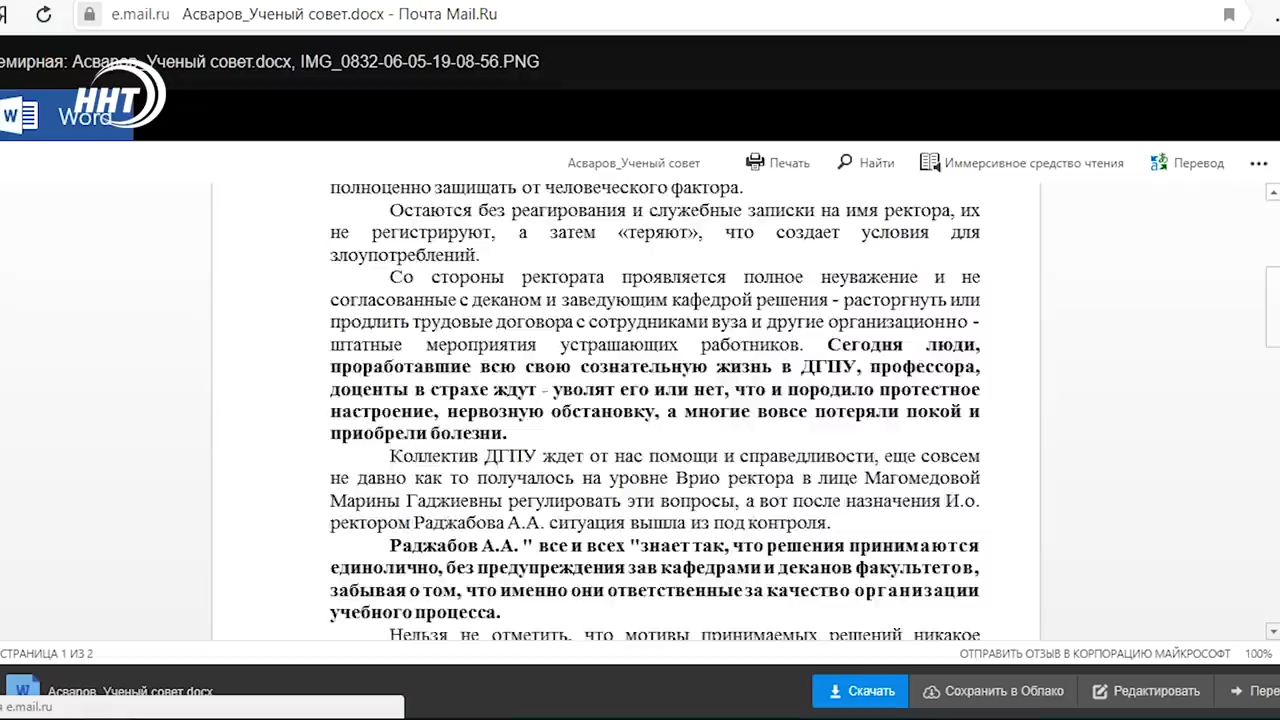 e.mail.ru Асваров_Ученый совет.docx - Почта Mail.Ru
емирная: Асваров_Ученый совет.docx, IMG_0832-06-05-19-08-56.PNG
ННТ
W Word
Асваров_Ученый совет Печать Найти Иммерсивное средство чтения Перевод
полноценно защищать от человеческого фактора.
Остаются без реагирования и служебные записки на имя ректора, их
не регистрируют, а затем «теряют», что создает условия для
злоупотреблений.
Со стороны ректората проявляется полное неуважение и не
согласованные с деканом и заведующим кафедрой решения - расторгнуть или
продлить трудовые договора с сотрудниками вуза и другие организационно -
штатные мероприятия устрашающих работников. Сегодня люди,
проработавшие всю свою сознательную жизнь в ДГПУ, профессора,
доценты в страхе ждут - уволят его или нет, что и породило протестное
настроение, нервозную обстановку, а многие вовсе потеряли покой и
приобрели болезни.
Коллектив ДГПУ ждет от нас помощи и справедливости, еще совсем
не давно как то получалось на уровне Врио ректора в лице Магомедовой
Марины Гаджиевны регулировать эти вопросы, а вот после назначения И.о.
ректором Раджабова А.А. ситуация вышла из под контроля.
Раджабов А.А. " все и всех "знает так, что решения принимаются
единолично, без предупреждения зав кафедрами и деканов факультетов,
забывая о том, что именно они ответственные за качество организации
учебного процесса.
Нельзя не отметить, что мотивы принимаемых решений никакое
СТРАНИЦА 1 ИЗ 2 ОТПРАВИТЬ ОТЗЫВ В КОРПОРАЦИЮ МАЙКРОСОФТ 100%
W Асваров_Ученый совет.docx Скачать Сохранить в Облако Редактировать Пере
e.mail.ru